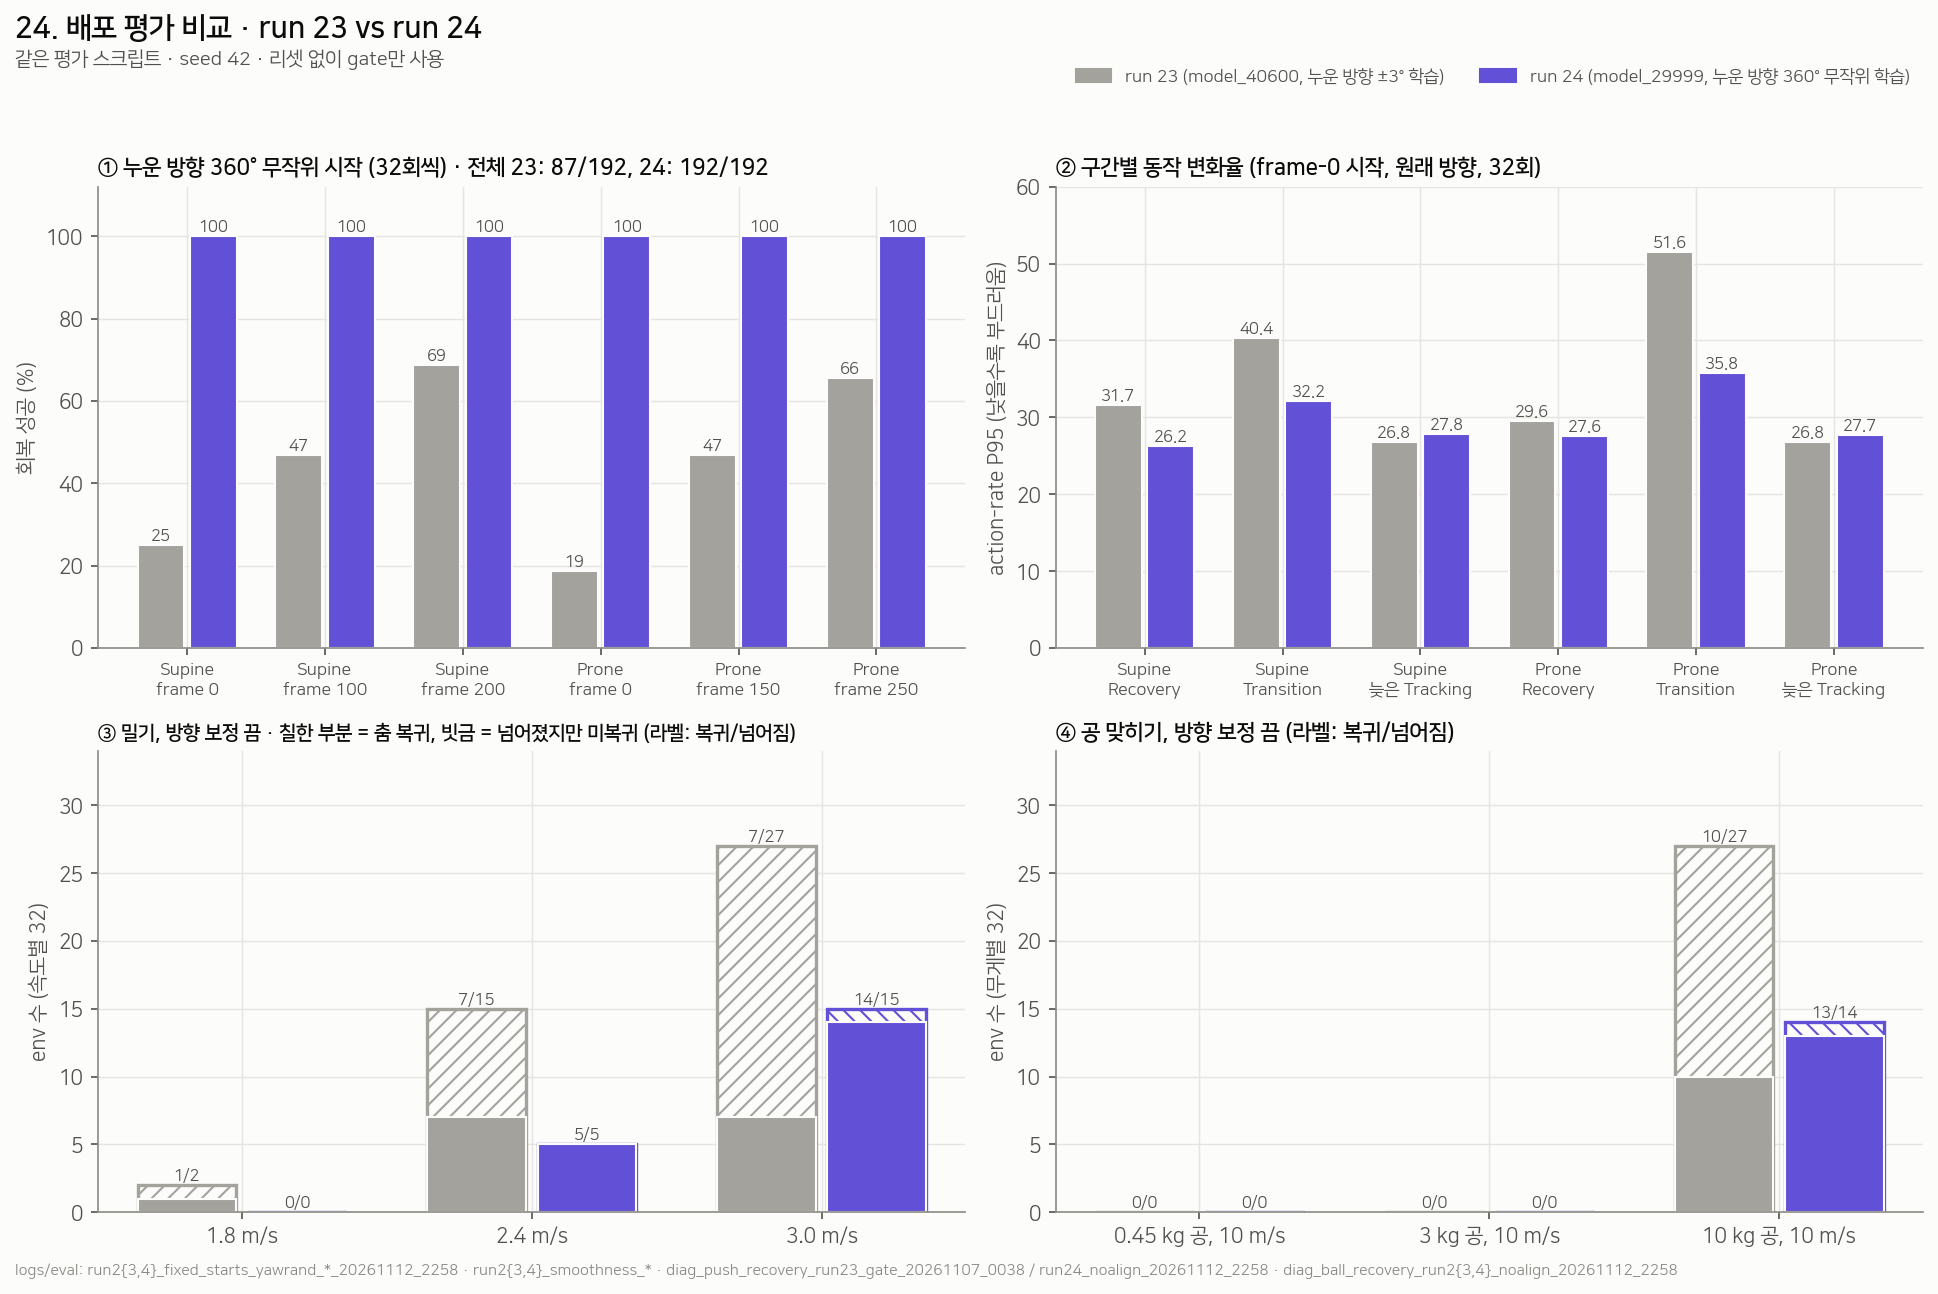 24. 배포 평가 비교 · run 23 vs run 24
같은 평가 스크립트 · seed 42 · 리셋 없이 gate만 사용
run 23 (model_40600, 누운 방향 ±3° 학습)
run 24 (model_29999, 누운 방향 360° 무작위 학습)
① 누운 방향 360° 무작위 시작 (32회씩) · 전체 23: 87/192, 24: 192/192
회복 성공 (%)
100
80
60
40
20
0
25
100
47
100
69
100
19
100
47
100
66
100
Supine
frame 0
Supine
frame 100
Supine
frame 200
Prone
frame 0
Prone
frame 150
Prone
frame 250
② 구간별 동작 변화율 (frame-0 시작, 원래 방향, 32회)
action-rate P95 (낮을수록 부드러움)
60
50
40
30
20
10
0
31.7
26.2
40.4
32.2
26.8
27.8
29.6
27.6
51.6
35.8
26.8
27.7
Supine
Recovery
Supine
Transition
Supine
늦은 Tracking
Prone
Recovery
Prone
Transition
Prone
늦은 Tracking
③ 밀기, 방향 보정 끔 · 칠한 부분 = 춤 복귀, 빗금 = 넘어졌지만 미복귀 (라벨: 복귀/넘어짐)
env 수 (속도별 32)
30
25
20
15
10
5
0
1/2
0/0
7/15
5/5
7/27
14/15
1.8 m/s
2.4 m/s
3.0 m/s
④ 공 맞히기, 방향 보정 끔 (라벨: 복귀/넘어짐)
env 수 (무게별 32)
30
25
20
15
10
5
0
0/0
0/0
0/0
0/0
10/27
13/14
0.45 kg 공, 10 m/s
3 kg 공, 10 m/s
10 kg 공, 10 m/s
logs/eval: run2{3,4}_fixed_starts_yawrand_*_20261112_2258 · run2{3,4}_smoothness_* · diag_push_recovery_run23_gate_20261107_0038 / run24_noalign_20261112_2258 · diag_ball_recovery_run2{3,4}_noalign_20261112_2258